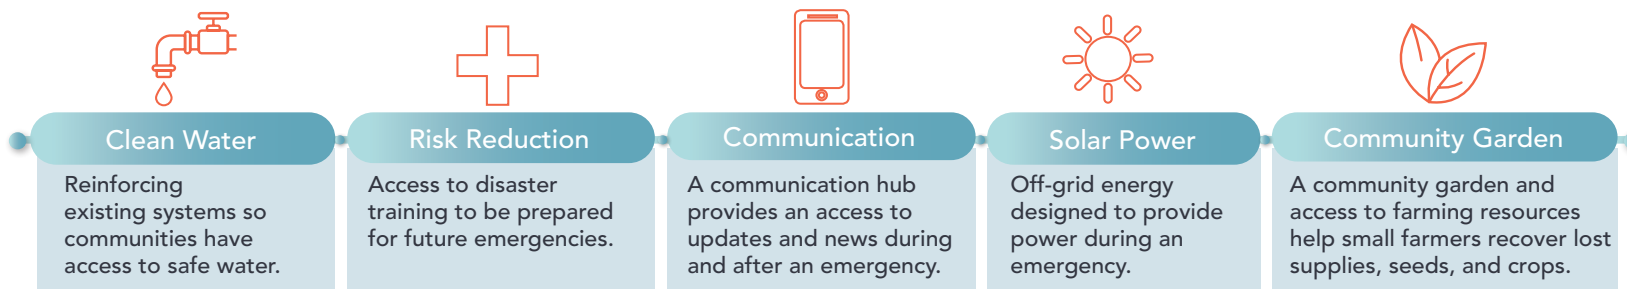 Clean Water
Reinforcing
existing systems so
communities have
access to safe water.
Risk Reduction
Access to disaster
training to be prepared
for future emergencies.
Communication
A communication hub
provides an access to
updates and news during
and after an emergency.
Solar Power
Off-grid energy
designed to provide
power during an
emergency.
Community Garden
A community garden and
access to farming resources
help small farmers recover lost
supplies, seeds, and crops.